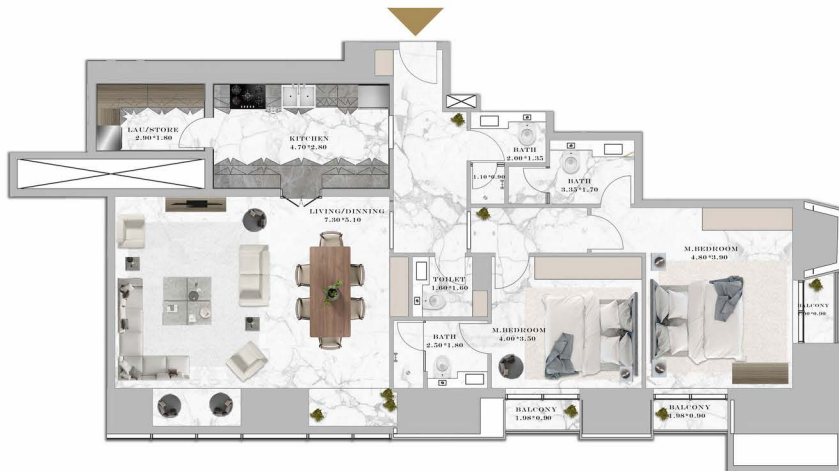 LAU/STORE
2.90*1.80
KITCHEN
4.70*2.80
BATH
2.00*1.35
1.10*0.90
BATH
3.35*1.70
LIVING/DINNING
7.30*5.10
M.BEDROOM
4.80*3.90
TOILET
1.60*1.60
BALCONY
M.BEDROOM
4.00*3.50
BATH
2.50*1.80
BALCONY
1.98*0.90
BALCONY
1.98*0.90